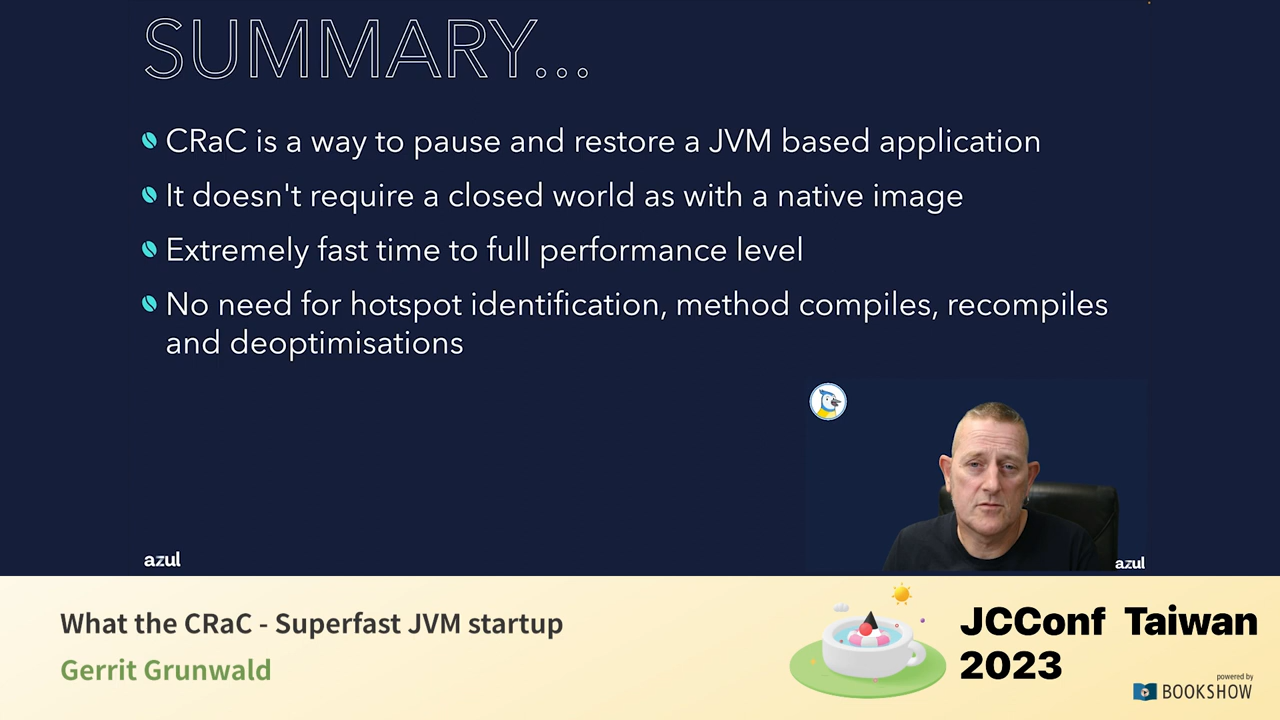 SUMMARY...
CRaC is a way to pause and restore a JVM based application
It doesn't require a closed world as with a native image
Extremely fast time to full performance level
No need for hotspot identification, method compiles, recompiles
and deoptimisations
azul
azul
What the CRaC - Superfast JVM startup
Gerrit Grunwald
JCConf Taiwan
2023
powered by
BOOKSHOW